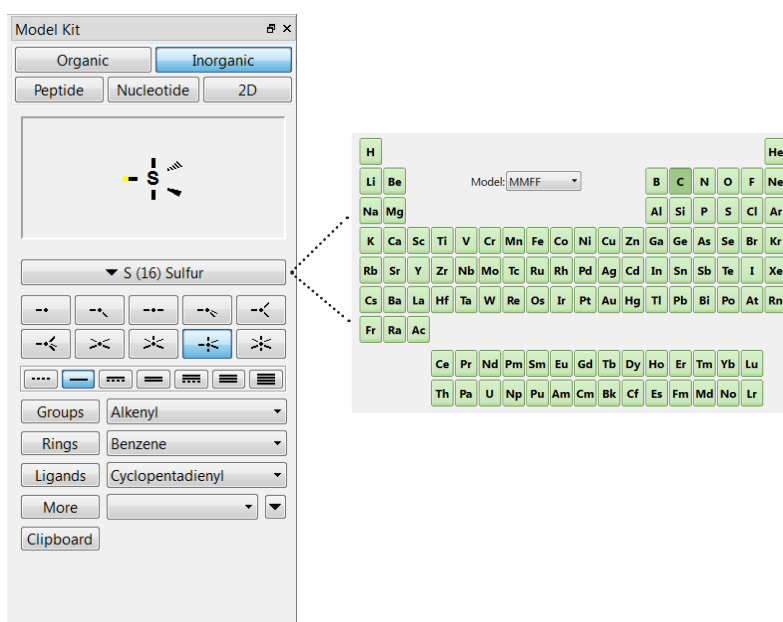 Model Kit
Organic Inorganic
Peptide Nucleotide 2D
S
S (16) Sulfur
Groups Alkenyl
Rings Benzene
Ligands Cyclopentadienyl
More
Clipboard
H He
Li Be Model: MMFF B C N O F Ne
Na Mg Al Si P S Cl Ar
K Ca Sc Ti V Cr Mn Fe Co Ni Cu Zn Ga Ge As Se Br Kr
Rb Sr Y Zr Nb Mo Tc Ru Rh Pd Ag Cd In Sn Sb Te I Xe
Cs Ba La Hf Ta W Re Os Ir Pt Au Hg Tl Pb Bi Po At Rn
Fr Ra Ac
Ce Pr Nd Pm Sm Eu Gd Tb Dy Ho Er Tm Yb Lu
Th Pa U Np Pu Am Cm Bk Cf Es Fm Md No Lr